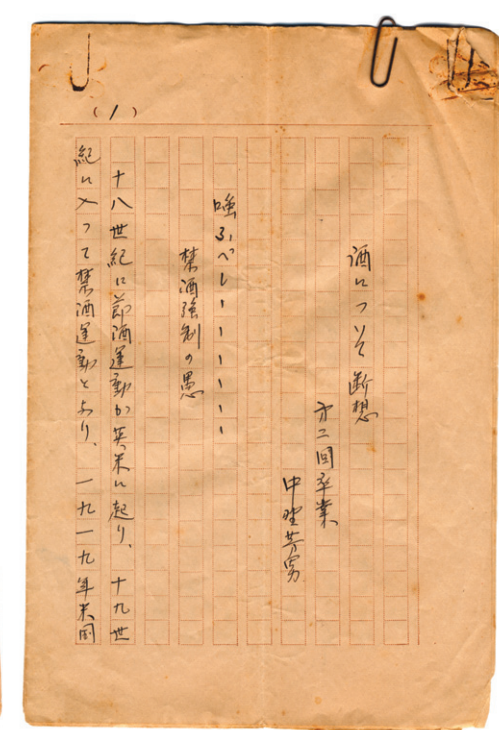 (1)
酒について断想
才二回卒業
中野芳男
嗤ふべし－－－－－－－
禁酒強制の愚
十八世紀に節酒運動が英米に起り、十九世
紀に入って禁酒運動となり、一九一九年米国